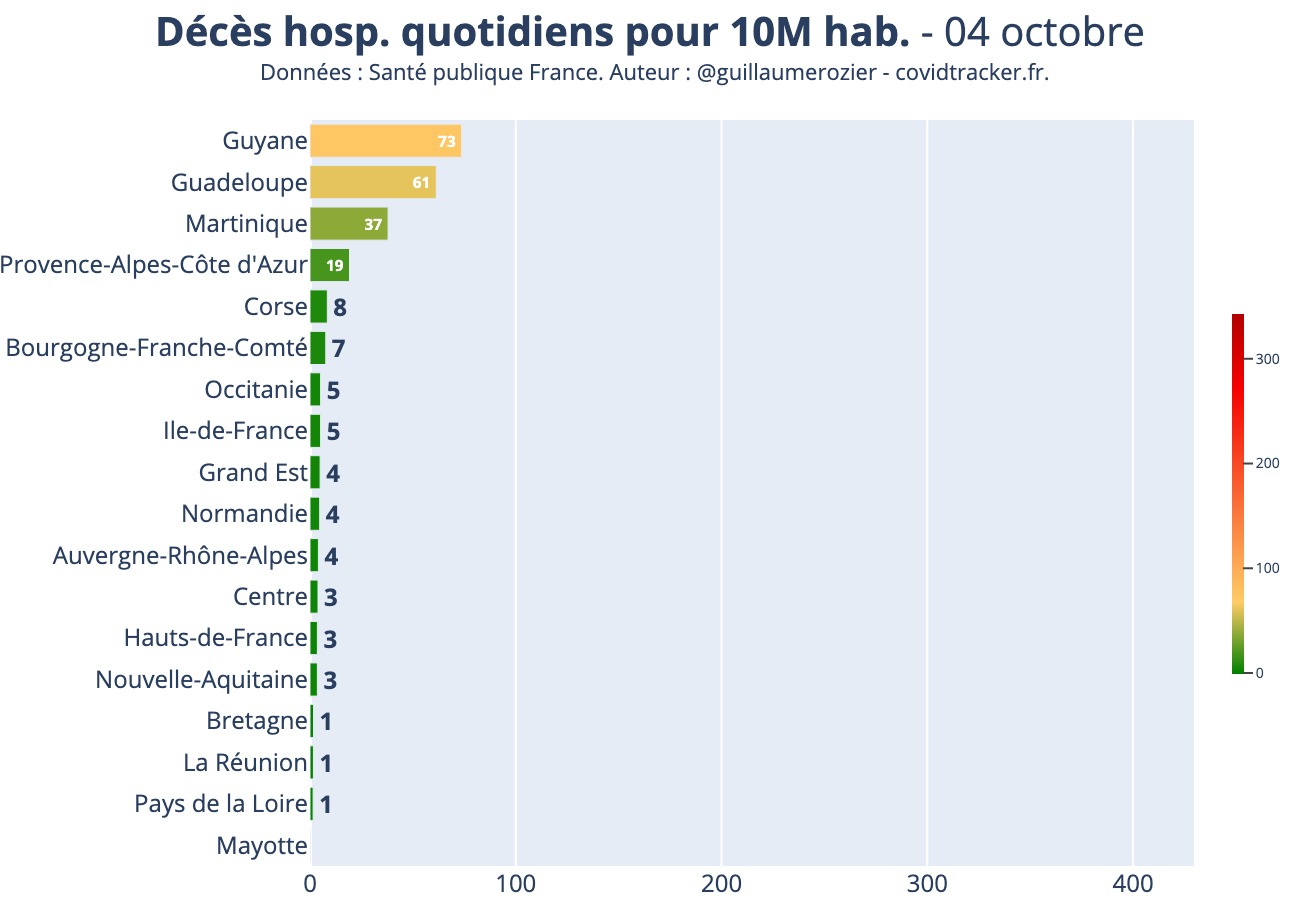 Décès hosp. quotidiens pour 10M hab. - 04 octobre
Données : Santé publique France. Auteur : @guillaumerozier - covidtracker.fr.
Guyane 73
Guadeloupe 61
Martinique 37
Provence-Alpes-Côte d'Azur 19
Corse 8
Bourgogne-Franche-Comté 7
Occitanie 5
Ile-de-France 5
Grand Est 4
Normandie 4
Auvergne-Rhône-Alpes 4
Centre 3
Hauts-de-France 3
Nouvelle-Aquitaine 3
Bretagne 1
La Réunion 1
Pays de la Loire 1
Mayotte
0 100 200 300 400
300
200
100
0